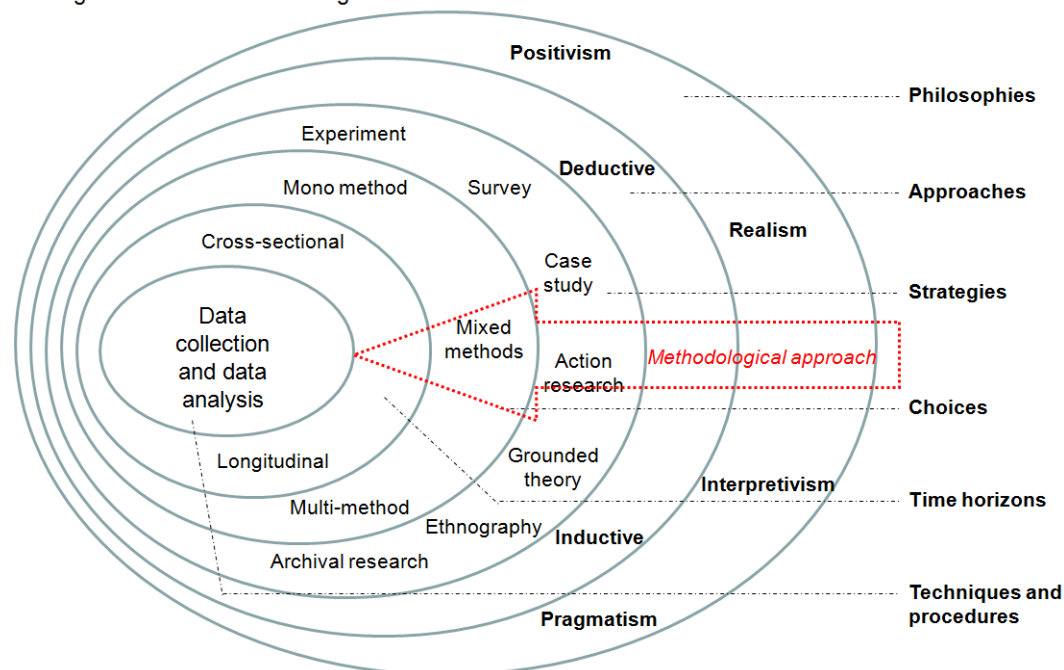 Positivism
Philosophies
Experiment
Deductive
Mono method
Survey
Approaches
Realism
Cross-sectional
Case
study
Strategies
Data
collection
and data
analysis
Mixed
methods
Action
research
Methodological approach
Choices
Longitudinal
Grounded
theory
Interpretivism
Time horizons
Multi-method
Ethnography
Inductive
Archival research
Techniques and
procedures
Pragmatism